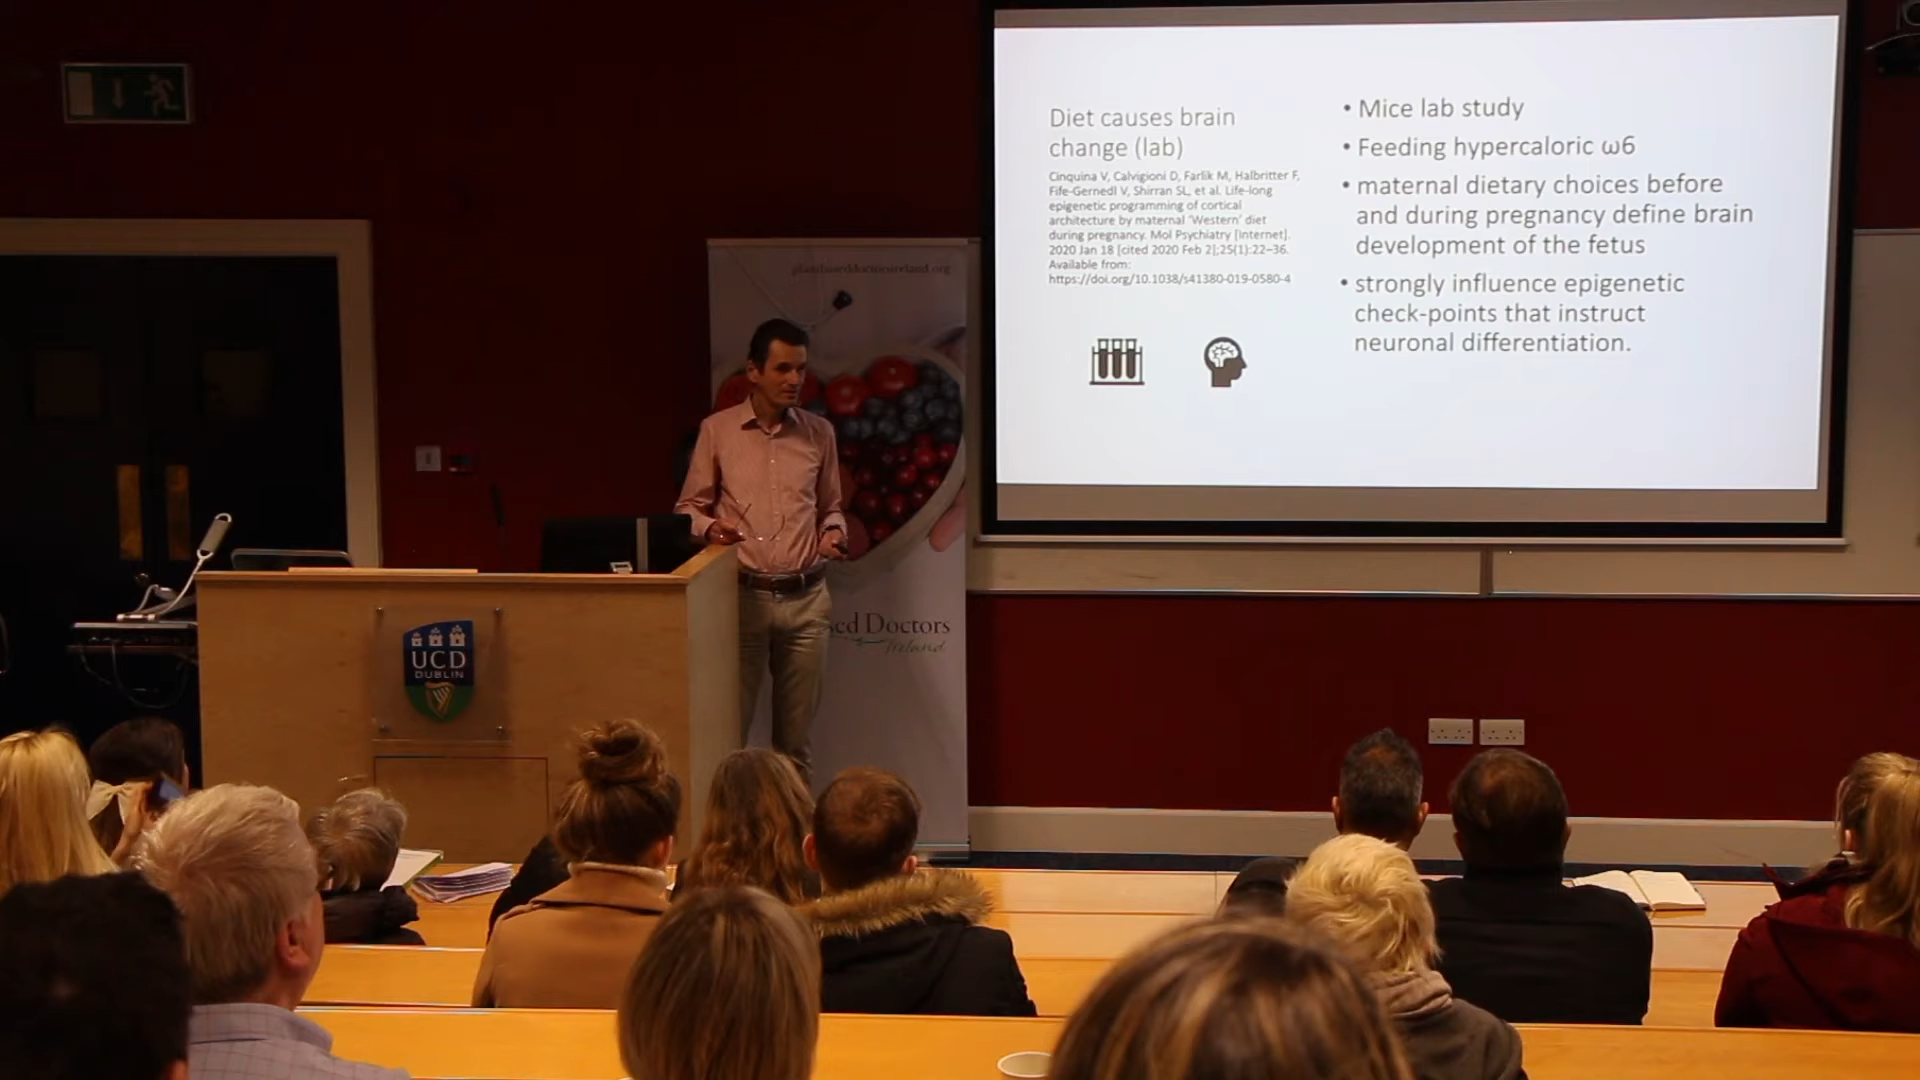 Diet causes brain
change (lab)
Cinquina V, Calvigioni D, Farlik M, Halbritter F,
Fife-Gernedl V, Shirran SL, et al. Life-long
epigenetic programming of cortical
architecture by maternal 'Western' diet
during pregnancy. Mol Psychiatry [Internet].
2020 Jan 18 [cited 2020 Feb 2];25(1):22–36.
Available from:
https://doi.org/10.1038/s41380-019-0580-4
• Mice lab study
• Feeding hypercaloric ω6
• maternal dietary choices before
and during pregnancy define brain
development of the fetus
• strongly influence epigenetic
check-points that instruct
neuronal differentiation.
plantbaseddoctorsireland.org
sed Doctors
Ireland
UCD
DUBLIN